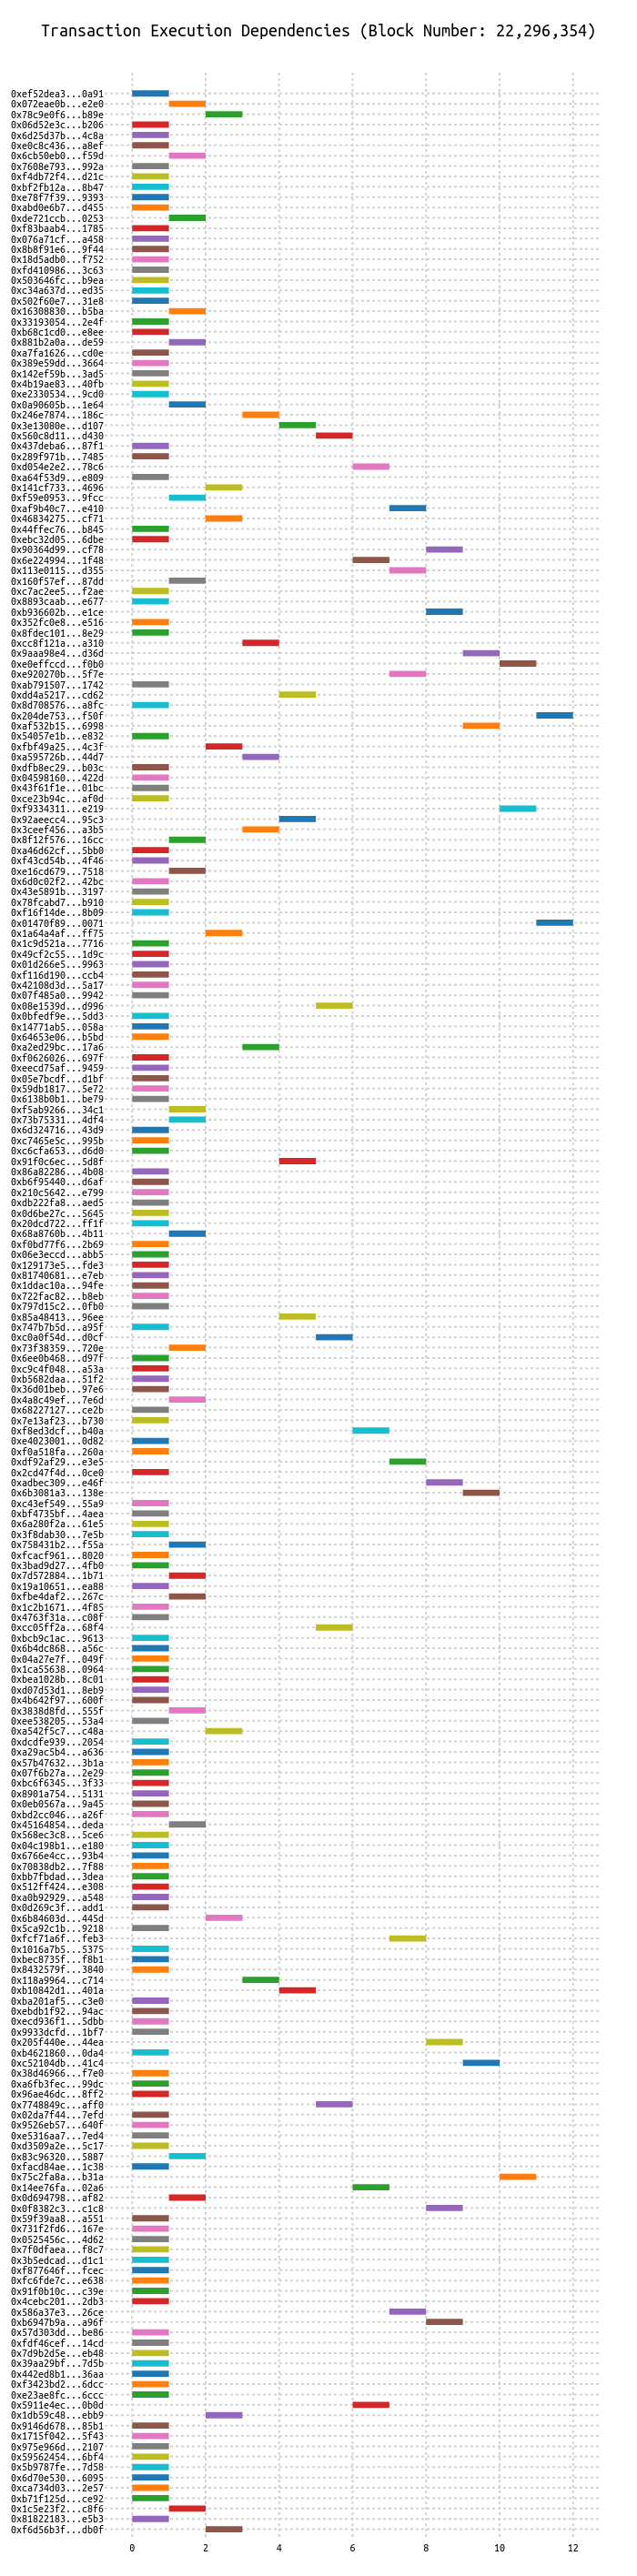 Transaction Execution Dependencies (Block Number: 22,296,354)
0xef52dea3...0a91
0x072eae0b...e2e0
0x78c9e0f6...b89e
0x06d52e3c...b206
0x6d25d37b...4c8a
0xe0c8c436...a8ef
0x6cb50eb0...f59d
0x7608e793...992a
0xf4db72f4...d21c
0xbf2fb12a...8b47
0xe78f7f39...9393
0xabd0e6b7...d455
0xde721ccb...0253
0xf83baab4...1785
0x076a71cf...a458
0x8b8f91e6...9f44
0x18d5adb0...f752
0xfd410986...3c63
0x503646fc...b9ea
0xc34a637d...ed35
0x502f60e7...31e8
0x16308830...b5ba
0x33193054...2e4f
0xb68c1cd0...e8ee
0x881b2a0a...de59
0xa7fa1626...cd0e
0x389e59dd...3664
0x142ef59b...3ad5
0x4b19ae83...40fb
0xe2330534...9cd0
0x0a90605b...1e64
0x246e7874...186c
0x3e13080e...d107
0x560c8d11...d430
0x437deba6...87f1
0x289f971b...7485
0xd054e2e2...78c6
0xa64f53d9...e809
0x141cf733...4696
0xf59e0953...9fcc
0xaf9b40c7...e410
0x46834275...cf71
0x44ffec76...b845
0xebc32d05...6dbe
0x90364d99...cf78
0x6e224994...1f48
0x113e0115...d355
0x160f57ef...87dd
0xc7ac2ee5...f2ae
0x8893caab...e677
0xb936602b...e1ce
0x352fc0e8...e516
0x8fdec101...8e29
0xcc8f121a...a310
0x9aaa98e4...d36d
0xe0effccd...f0b0
0xe920270b...5f7e
0xab791507...1742
0xdd4a5217...cd62
0x8d708576...a8fc
0x204de753...f50f
0xaf532b15...6998
0x54057e1b...e832
0xfbf49a25...4c3f
0xa595726b...44d7
0xdfb8ec29...b03c
0x04598160...422d
0x43f61f1e...01bc
0xce23b94c...af0d
0xf9334311...e219
0x92aeecc4...95c3
0x3ceef456...a3b5
0x8f12f576...16cc
0xa46d62cf...5bb0
0xf43cd54b...4f46
0xe16cd679...7518
0x6d0c02f2...42bc
0x43e5891b...3197
0x78fcabd7...b910
0xf16f14de...8b09
0x01470f89...0071
0x1a64a4af...ff75
0x1c9d521a...7716
0x49cf2c55...1d9c
0x01d266e5...9963
0xf116d190...ccb4
0x42108d3d...5a17
0x07f485a0...9942
0x08e1539d...d996
0x0bfedf9e...5dd3
0x14771ab5...058a
0x64653e06...b5bd
0xa2ed29bc...17a6
0xf0626026...697f
0xeecd75af...9459
0x05e7bcdf...d1bf
0x59db1817...5e72
0x6138b0b1...be79
0xf5ab9266...34c1
0x73b75331...4df4
0x6d324716...43d9
0xc7465e5c...995b
0xc6cfa653...d6d0
0x91f0c6ec...5d8f
0x86a82286...4b08
0xb6f95440...d6af
0x210c5642...e799
0xdb222fa8...aed5
0x0d6be27c...5645
0x20dcd722...ff1f
0x68a8760b...4b11
0xf0bd77f6...2b69
0x06e3eccd...abb5
0x129173e5...fde3
0x81740681...e7eb
0x1ddac10a...94fe
0x722fac82...b8eb
0x797d15c2...0fb0
0x85a48413...96ee
0x747b7b5d...a95f
0xc0a0f54d...d0cf
0x73f38359...720e
0x6ee0b468...d97f
0xc9c4f048...a53a
0xb5682daa...51f2
0x36d01beb...97e6
0x4a8c49ef...7e6d
0x68227127...ce2b
0x7e13af23...b730
0xf8ed3dcf...b40a
0xe4023001...0d82
0xf0a518fa...260a
0xdf92af29...e3e5
0x2cd47f4d...0ce0
0xadbec309...e46f
0x6b3081a3...138e
0xc43ef549...55a9
0xbf4735bf...4aea
0x6a280f2a...61e5
0x3f8dab30...7e5b
0x758431b2...f55a
0xfcacf961...8020
0x3bad9d27...4fb0
0x7d572884...1b71
0x19a10651...ea88
0xfbe4daf2...267c
0x1c2b1671...4f85
0x4763f31a...c08f
0xcc05ff2a...68f4
0xbcb9c1ac...9613
0x6b4dc868...a56c
0x04a27e7f...049f
0x1ca55638...0964
0xbea1028b...8c01
0xd07d53d1...8eb9
0x4b642f97...600f
0x3838d8fd...555f
0xee538205...53a4
0xa542f5c7...c48a
0xdcdfe939...2054
0xa29ac5b4...a636
0x57b47632...3b1a
0x07f6b27a...2e29
0xbc6f6345...3f33
0x8901a754...5131
0x0eb0567a...9a45
0xbd2cc046...a26f
0x45164854...deda
0x568ec3c8...5ce6
0x04c198b1...e180
0x6766e4cc...93b4
0x70838db2...7f88
0xbb7fbdad...3dea
0x512ff424...e308
0xa0b92929...a548
0x0d269c3f...add1
0x6b84603d...445d
0x5ca92c1b...9218
0xfcf71a6f...feb3
0x1016a7b5...5375
0xbec8735f...f8b1
0x8432579f...3840
0x118a9964...c714
0xb10842d1...401a
0xba201af5...c3e0
0xebdb1f92...94ac
0xecd936f1...5dbb
0x9933dcfd...1bf7
0x205f440e...44ea
0xb4621860...0da4
0xc52104db...41c4
0x38d46966...f7e0
0xa6fb3fec...99dc
0x96ae46dc...8ff2
0x7748849c...aff0
0x02da7f44...7efd
0x9526eb57...640f
0xe5316aa7...7ed4
0xd3509a2e...5c17
0x83c96320...5887
0xfacd84ae...1c38
0x75c2fa8a...b31a
0x14ee76fa...02a6
0x0d694798...af82
0x0f8382c3...c1c8
0x59f39aa8...a551
0x731f2fd6...167e
0x0525456c...4d62
0x7f0dfaea...f8c7
0x3b5edcad...d1c1
0xf877646f...fcec
0xfc6fde7c...e638
0x91f0b10c...c39e
0x4cebc201...2db3
0x586a37e3...26ce
0xb6947b9a...a96f
0x57d303dd...be86
0xfdf46cef...14cd
0x7d9b2d5e...eb48
0x39aa29bf...7d5b
0x442ed8b1...36aa
0xf3423bd2...6dcc
0xe23ae8fc...6ccc
0x5911e4ec...0b0d
0x1db59c48...ebb9
0x9146d678...85b1
0x1715f042...5f43
0x975e966d...2107
0x59562454...6bf4
0x5b9787fe...7d58
0x6d70e530...6095
0xca734d03...2e57
0xb71f125d...ce92
0x1c5e23f2...c8f6
0x81822183...e5b3
0xf6d56b3f...db0f
0 2 4 6 8 10 12